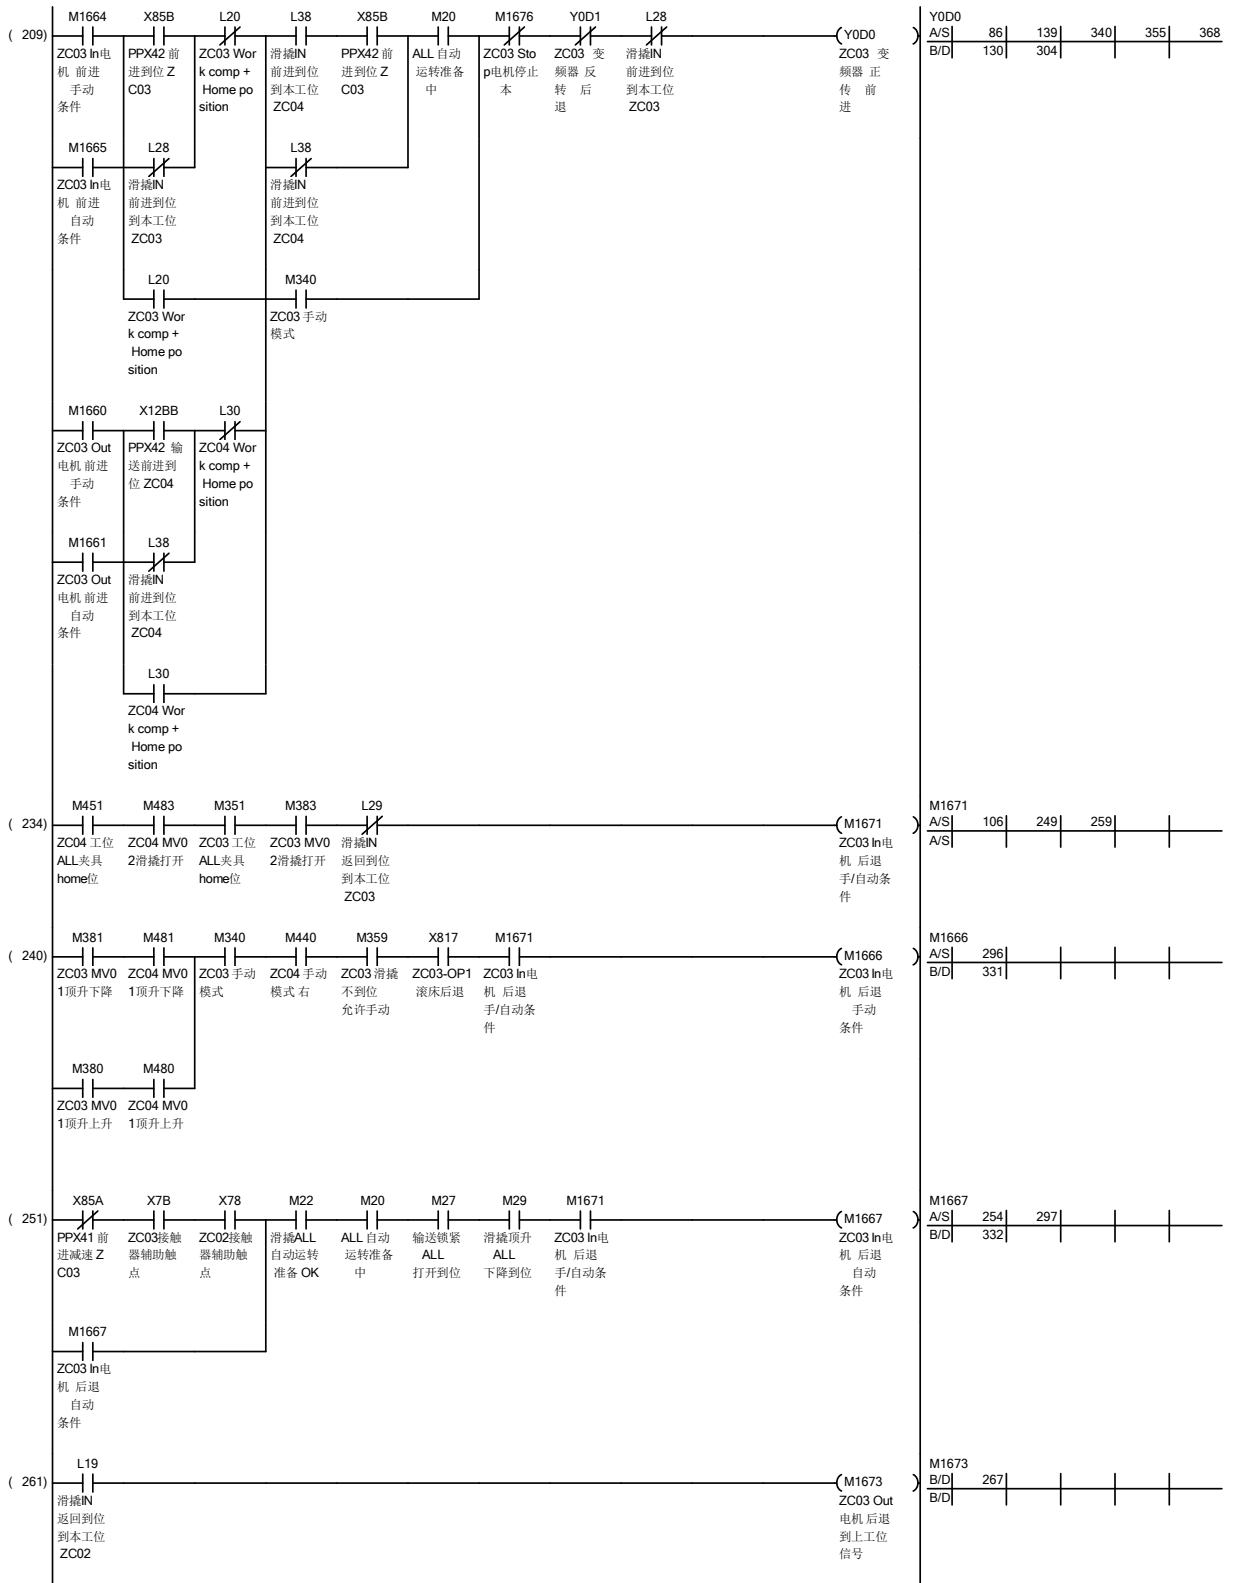 M1664 X85B L20 L38 X85B M20 M1676 Y0D1 L28 Y0D0
( 209) Y0D0 A/S 86 139 340 355 368
ZC03 In电 PPX42 前 ZC03 Wor 滑撬IN PPX42 前 ALL 自动 ZC03 Sto ZC03 变 滑撬IN ZC03 变 B/D 130 304
机 前进 进到位 Z k comp + 前进到位 进到位 Z 运转准备 p电机停止 频器 反 前进到位 频器 正
手动 C03 Home po 到本工位 C03 中 本 转 后 到本工位 传 前
条件 sition ZC04 退 ZC03 进
M1665 L28 L38
ZC03 In电 滑撬IN 滑撬IN
机 前进 前进到位 前进到位
自动 到本工位 到本工位
条件 ZC03 ZC04
L20 M340
ZC03 Wor ZC03 手动
k comp + 模式
Home po
sition
M1660 X12BB L30
ZC03 Out PPX42 输 ZC04 Wor
电机 前进 送前进到 k comp +
手动 位 ZC04 Home po
条件 sition
M1661 L38
ZC03 Out 滑撬IN
电机 前进 前进到位
自动 到本工位
条件 ZC04
L30
ZC04 Wor
k comp +
Home po
sition
M451 M483 M351 M383 L29 M1671
( 234) M1671 A/S 106 249 259
ZC04 工位 ZC04 MV0 ZC03 工位 ZC03 MV0 滑撬IN ZC03 In电 A/S
ALL夹具 2滑撬打开 ALL夹具 2滑撬打开 返回到位 机 后退
home位 home位 到本工位 手/自动条
ZC03 件
M381 M481 M340 M440 M359 X817 M1671 M1666
( 240) M1666 A/S 296
ZC03 MV0 ZC04 MV0 ZC03 手动 ZC04 手动 ZC03 滑撬 ZC03-OP1 ZC03 In电 ZC03 In电 B/D 331
1顶升下降 1顶升下降 模式 模式 右 不到位 滚床后退 机 后退 机 后退
允许手动 手/自动条 手动
件 条件
M380 M480
ZC03 MV0 ZC04 MV0
1顶升上升 1顶升上升
X85A X7B X78 M22 M20 M27 M29 M1671 M1667
( 251) M1667 A/S 254 297
PPX41 前 ZC03接触 ZC02接触 滑撬ALL ALL 自动 输送锁紧 滑撬顶升 ZC03 In电 ZC03 In电 B/D 332
进减速 Z 器辅助触 器辅助触 自动运转 运转准备 ALL ALL 机 后退 机 后退
C03 点 点 准备 OK 中 打开到位 下降到位 手/自动条 自动
件 条件
M1667
ZC03 In电
机 后退
自动
条件
L19 M1673
( 261) M1673 B/D 267
滑撬IN ZC03 Out B/D
返回到位 电机 后退
到本工位 到上工位
ZC02 信号